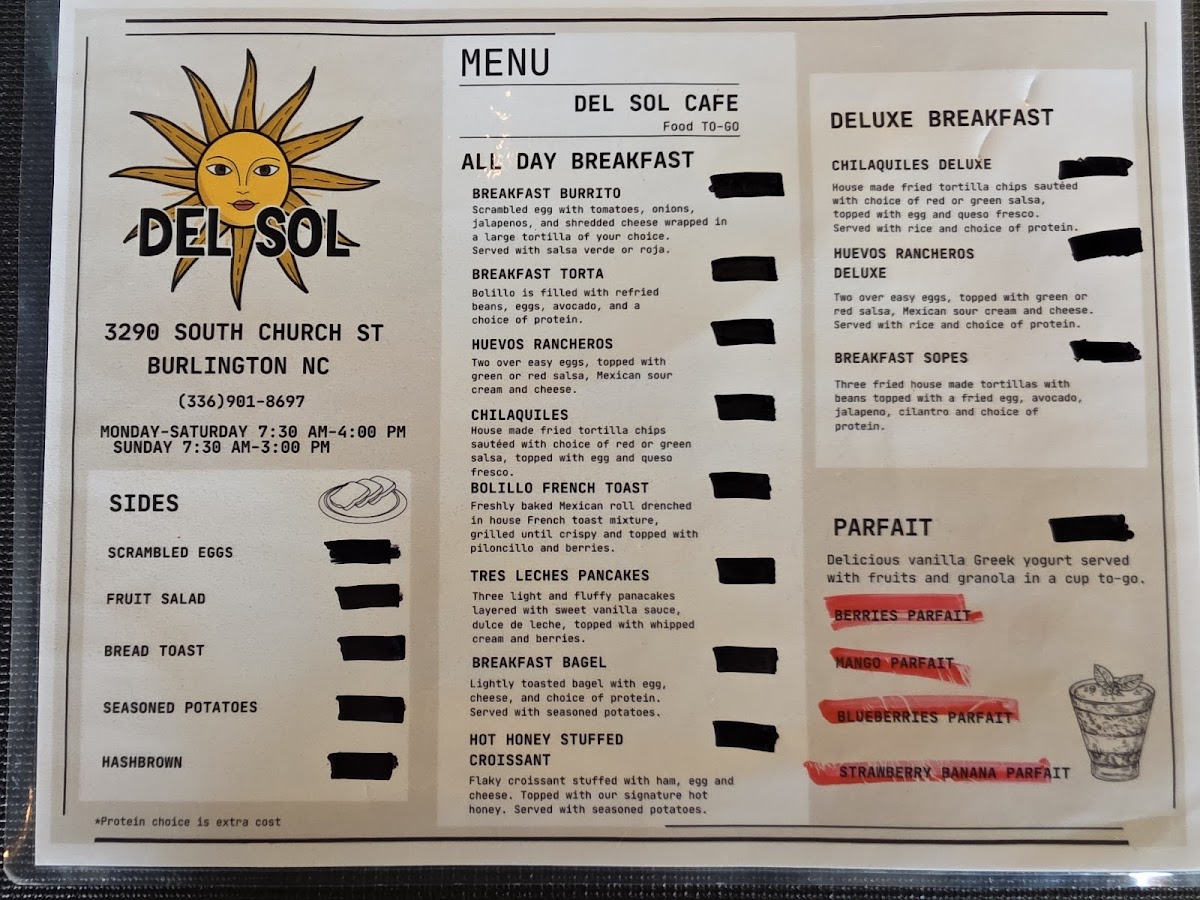 DEL SOL
3290 SOUTH CHURCH ST
BURLINGTON NC
(336)901-8697
MONDAY-SATURDAY 7:30 AM-4:00 PM
SUNDAY 7:30 AM-3:00 PM
SIDES
SCRAMBLED EGGS
FRUIT SALAD
BREAD TOAST
SEASONED POTATOES
HASHBROWN
*Protein choice is extra cost
MENU
DEL SOL CAFE
Food TO-GO
ALL DAY BREAKFAST
BREAKFAST BURRITO
Scrambled egg with tomatoes, onions,
jalapenos, and shredded cheese wrapped in
a large tortilla of your choice.
Served with salsa verde or roja.
BREAKFAST TORTA
Bolillo is filled with refried
beans, eggs, avocado, and a
choice of protein.
HUEVOS RANCHEROS
Two over easy eggs, topped with
green or red salsa, Mexican sour
cream and cheese.
CHILAQUILES
House made fried tortilla chips
sautéed with choice of red or green
salsa, topped with egg and queso
fresco.
BOLILLO FRENCH TOAST
Freshly baked Mexican roll drenched
in house French toast mixture,
grilled until crispy and topped with
piloncillo and berries.
TRES LECHES PANCAKES
Three light and fluffy panacakes
layered with sweet vanilla sauce,
dulce de leche, topped with whipped
cream and berries.
BREAKFAST BAGEL
Lightly toasted bagel with egg,
cheese, and choice of protein.
Served with seasoned potatoes.
HOT HONEY STUFFED
CROISSANT
Flaky croissant stuffed with ham, egg and
cheese. Topped with our signature hot
honey. Served with seasoned potatoes.
DELUXE BREAKFAST
CHILAQUILES DELUXE
House made fried tortilla chips sautéed
with choice of red or green salsa,
topped with egg and queso fresco.
Served with rice and choice of protein.
HUEVOS RANCHEROS
DELUXE
Two over easy eggs, topped with green or
red salsa, Mexican sour cream and cheese.
Served with rice and choice of protein.
BREAKFAST SOPES
Three fried house made tortillas with
beans topped with a fried egg, avocado,
jalapeno, cilantro and choice of
protein.
PARFAIT
Delicious vanilla Greek yogurt served
with fruits and granola in a cup to-go.
BERRIES PARFAIT
MANGO PARFAIT
BLUEBERRIES PARFAIT
STRAWBERRY BANANA PARFAIT